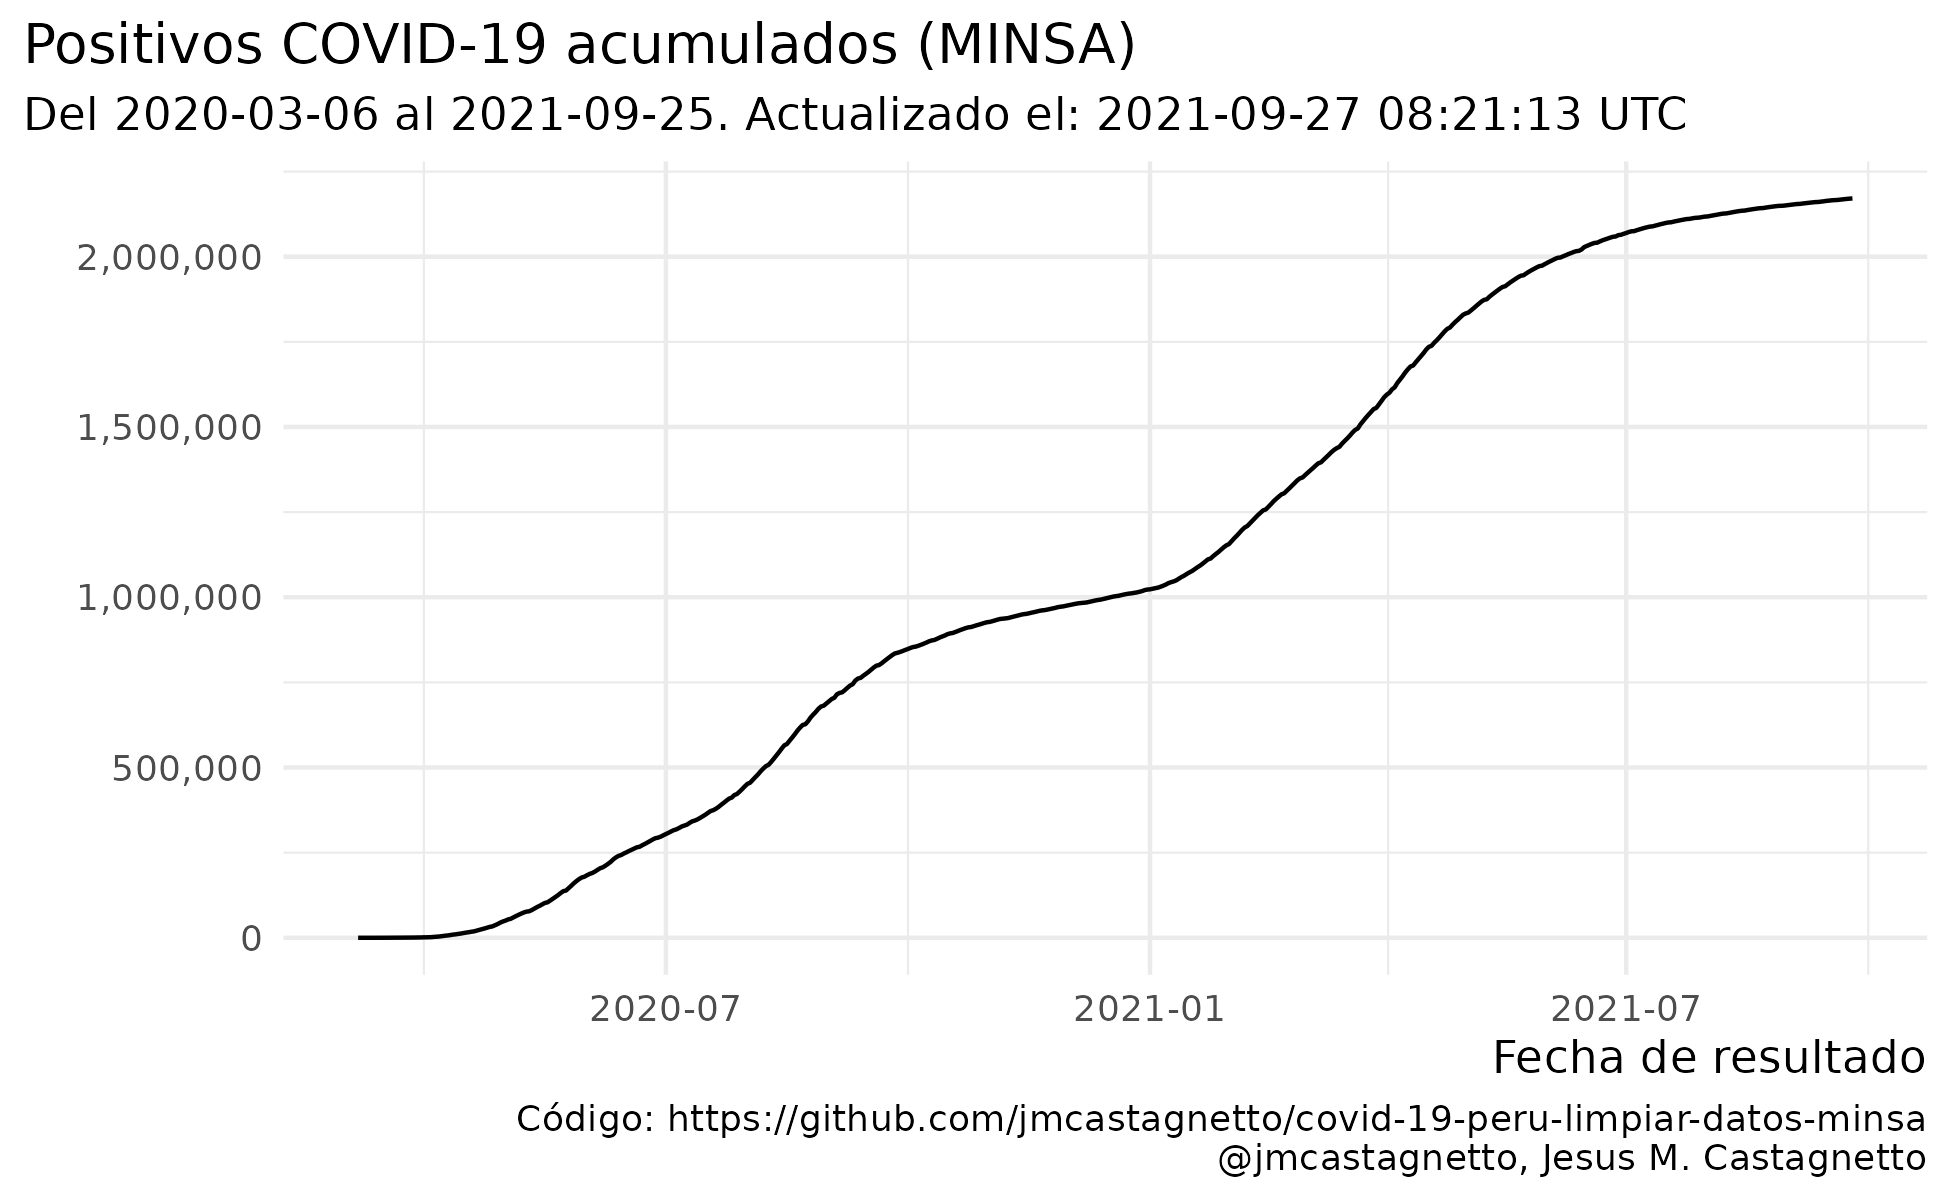 Positivos COVID-19 acumulados (MINSA)
Del 2020-03-06 al 2021-09-25. Actualizado el: 2021-09-27 08:21:13 UTC
2,000,000
1,500,000
1,000,000
500,000
0
2020-07 2021-01 2021-07
Fecha de resultado
Código: https://github.com/jmcastagnetto/covid-19-peru-limpiar-datos-minsa
@jmcastagnetto, Jesus M. Castagnetto